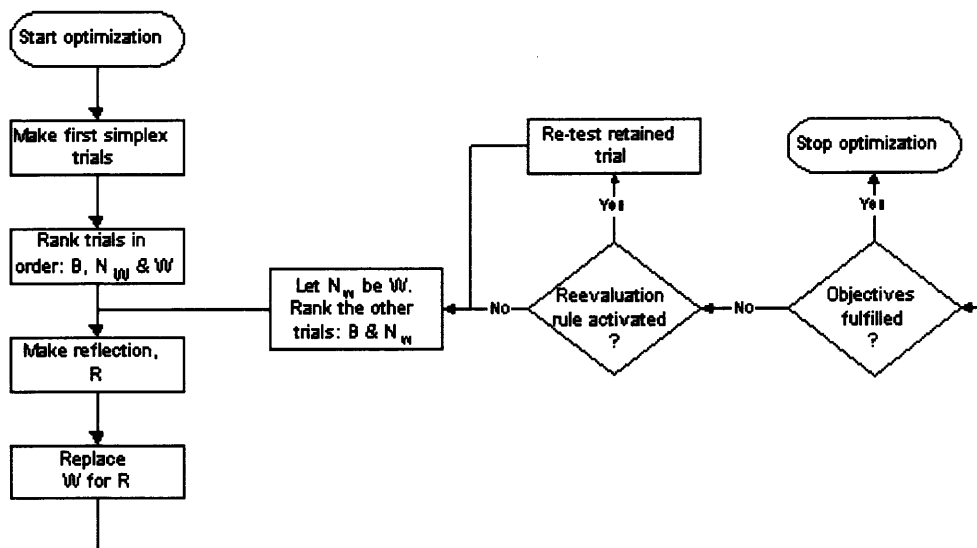 Start optimization
Make first simplex
trials
Rank trials in
order: B, N W & W
Make reflection,
R
Replace
W for R
Let N w be W.
Rank the other
trials: B & N w
Re-test retained
trial
Yes
Reevaluation
rule activated
?
No
Stop optimization
Yes
Objectives
fulfilled
?
No